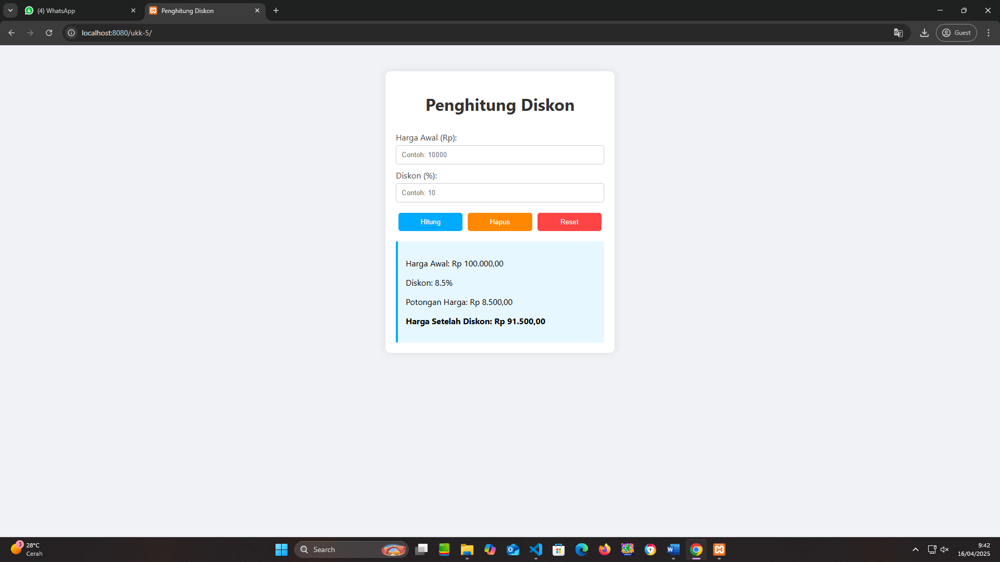 (4) WhatsApp
Penghitung Diskon
localhost:8080/ukk-5/
Guest
Penghitung Diskon
Harga Awal (Rp):
Contoh: 10000
Diskon (%):
Contoh: 10
Hitung
Hapus
Reset
Harga Awal: Rp 100.000,00
Diskon: 8.5%
Potongan Harga: Rp 8.500,00
Harga Setelah Diskon: Rp 91.500,00
3
28°C
Cerah
Search
9:42
16/04/2025